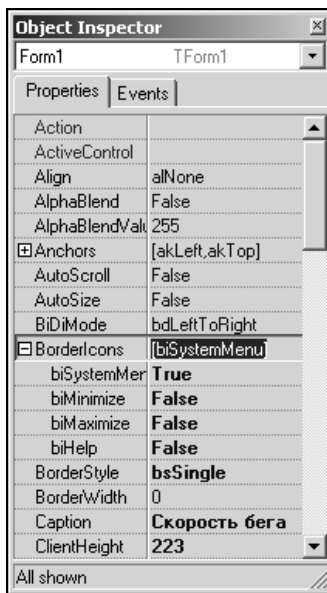 Object Inspector
Form1 TForm1
Properties Events
Action
ActiveControl
Align alNone
AlphaBlend False
AlphaBlendValu 255
Anchors [akLeft,akTop]
AutoScroll False
AutoSize False
BiDiMode bdLeftToRight
BorderIcons [biSystemMenu]
biSystemMer True
biMinimize False
biMaximize False
biHelp False
BorderStyle bsSingle
BorderWidth 0
Caption Скорость бега
ClientHeight 223
All shown